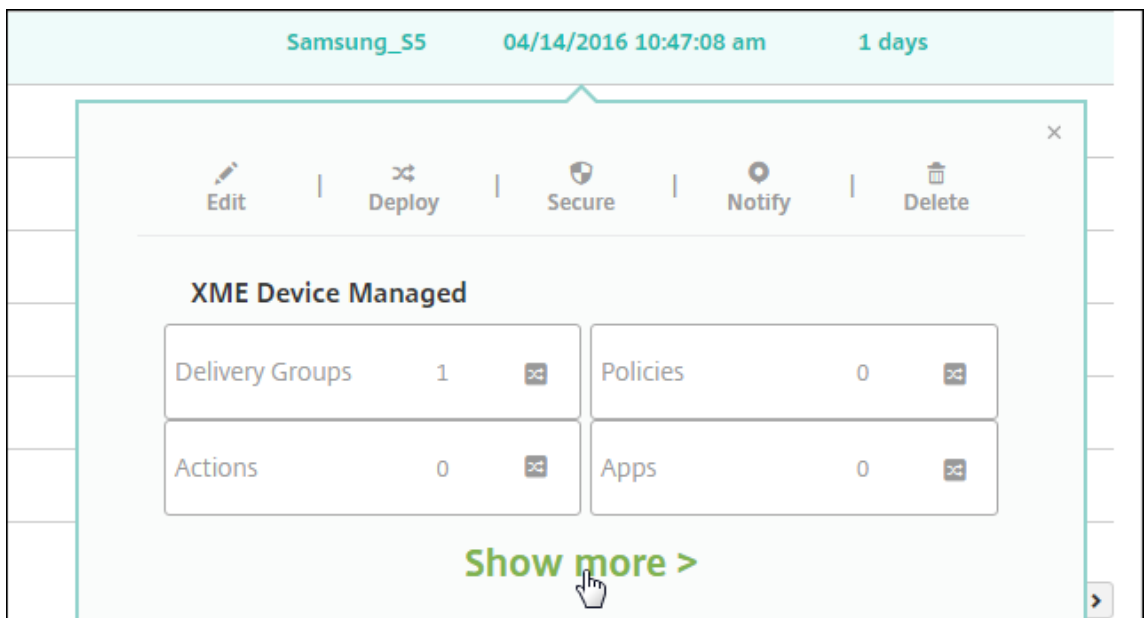 Samsung_S5 04/14/2016 10:47:08 am 1 days
×
Edit | Deploy | Secure | Notify | Delete
XME Device Managed
Delivery Groups 1 Policies 0
Actions 0 Apps 0
Show more >
>